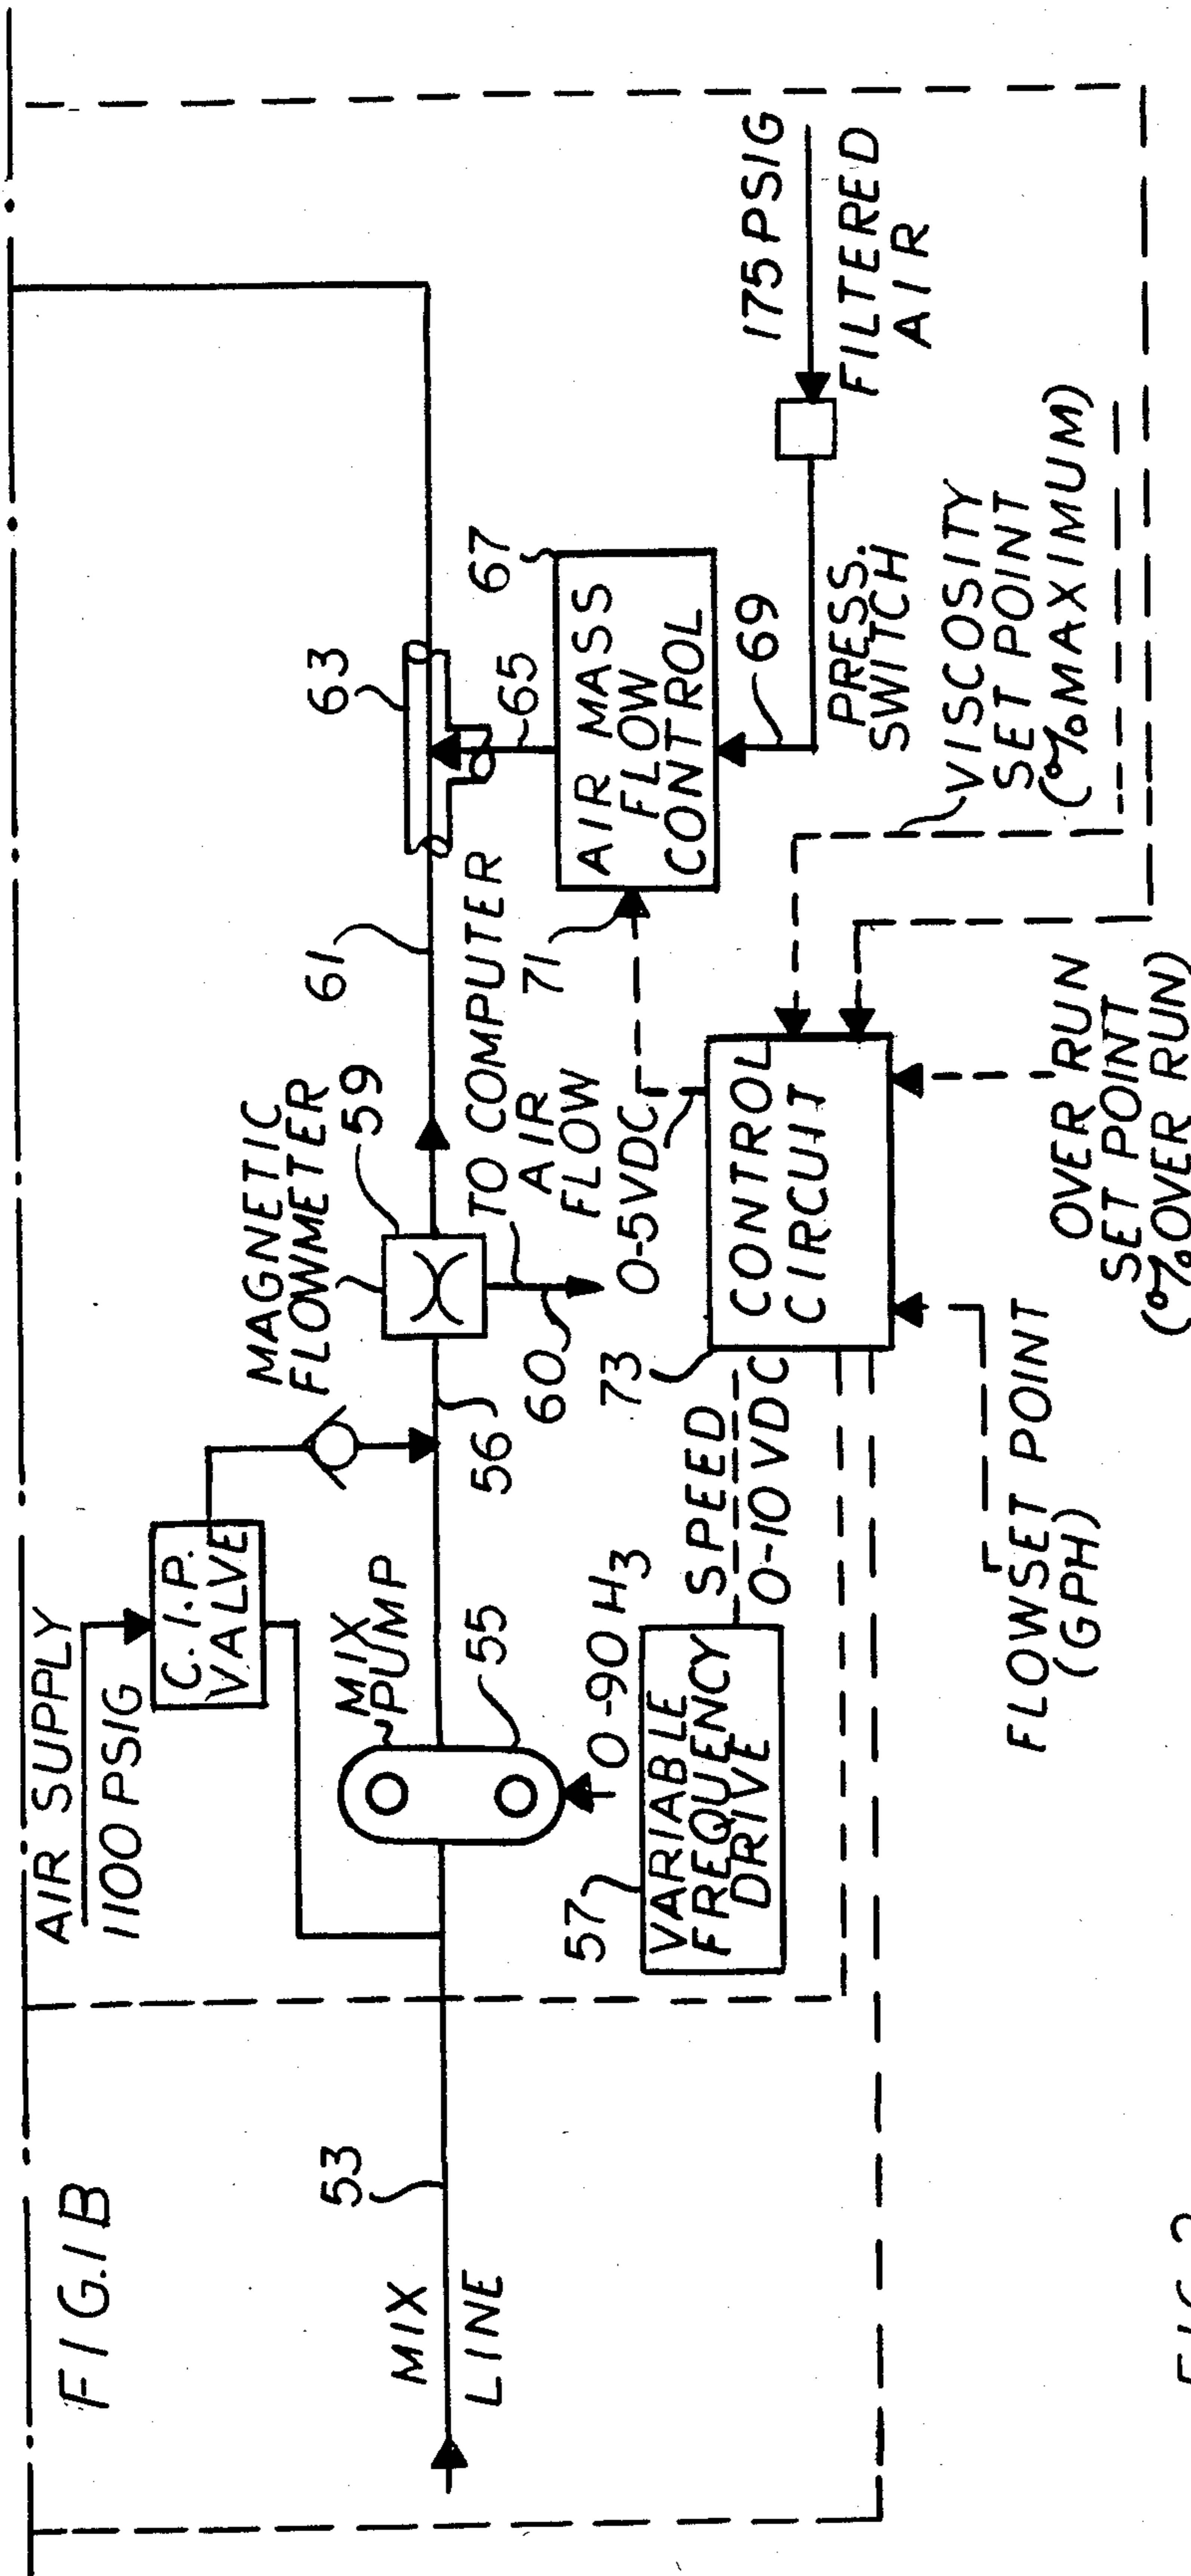 FIG.1B
AIR SUPPLY
1100 PSIG
C.I.P.
VALVE
MIX
PUMP
55
MAGNETIC
FLOWMETER
59
56
60
TO COMPUTER
AIR
FLOW
61
63
65
67
AIR MASS
FLOW
CONTROL
71
69
175 PSIG
FILTERED
AIR
PRESS.
SWITCH
VISCOSITY
SET POINT
(%MAXIMUM)
MIX
LINE
53
57
VARIABLE
FREQUENCY
DRIVE
0-90 H3
SPEED
0-10 VDC
73
0-5VDC
CONTROL
CIRCUIT
FLOWSET POINT
(GPH)
OVER RUN
SET POINT
(%OVER RUN)